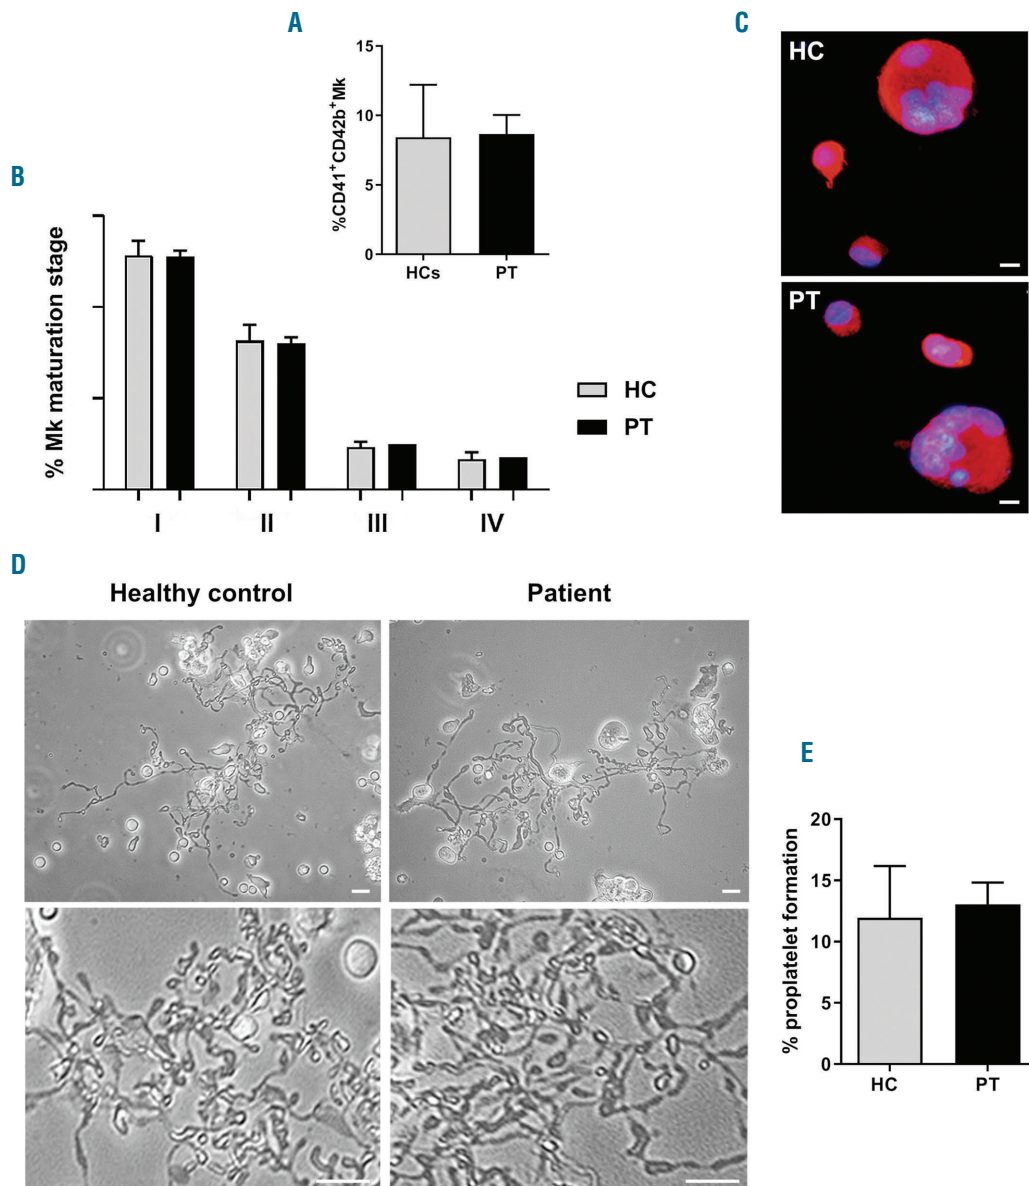 A
15
10
5
0
%CD41+CD42b+Mk
HCs PT
B
% Mk maturation stage
I II III IV
HC
PT
C
HC
PT
D
Healthy control Patient
E
20
15
10
5
0
% proplatelet formation
HC PT